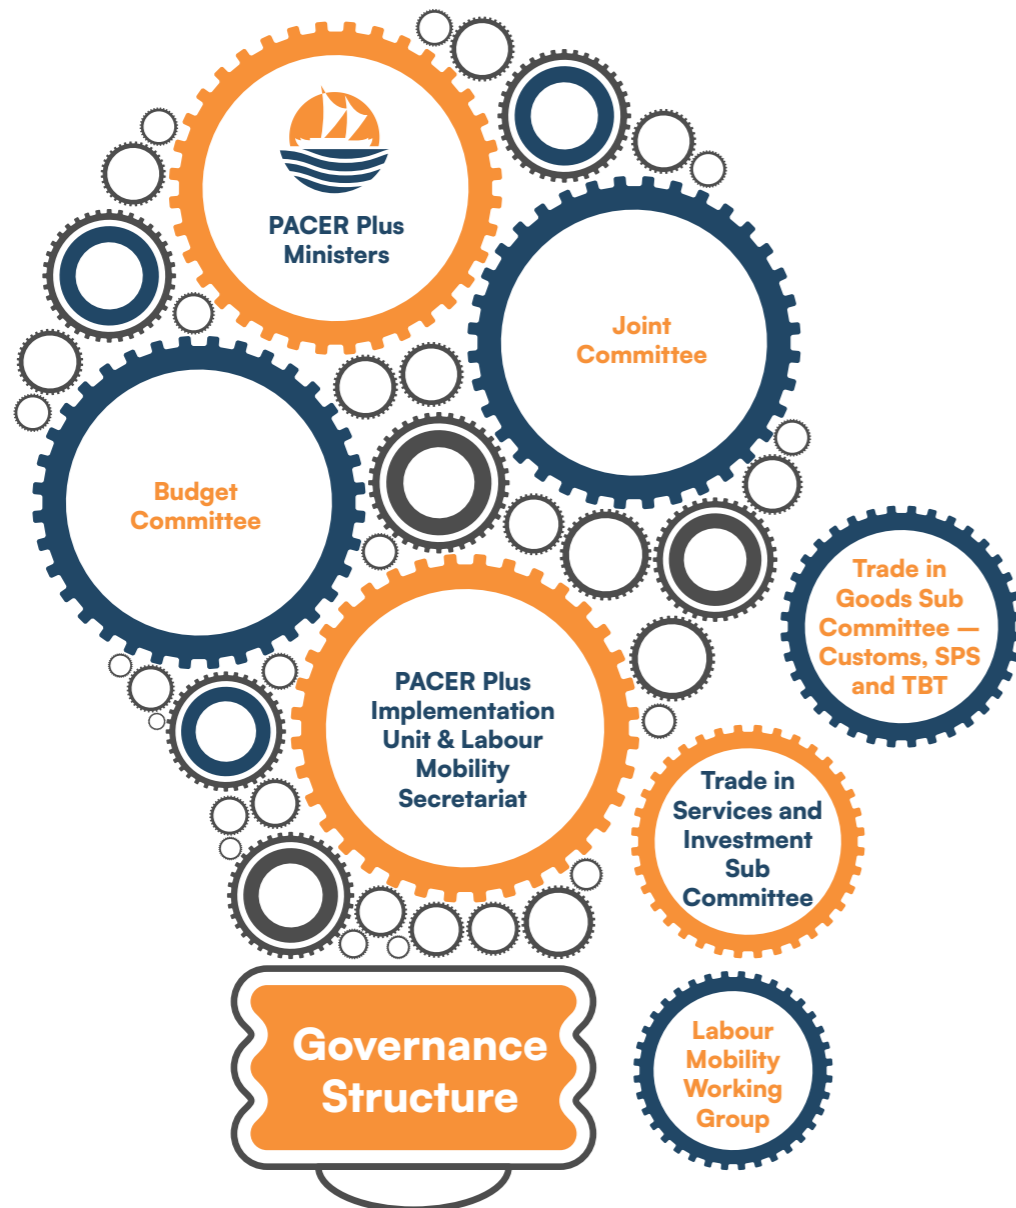 PACER Plus
Ministers
Joint
Committee
Budget
Committee
Trade in
Goods Sub
Committee —
Customs, SPS
and TBT
PACER Plus
Implementation
Unit & Labour
Mobility
Secretariat
Trade in
Services and
Investment
Sub
Committee
Governance
Structure
Labour
Mobility
Working
Group